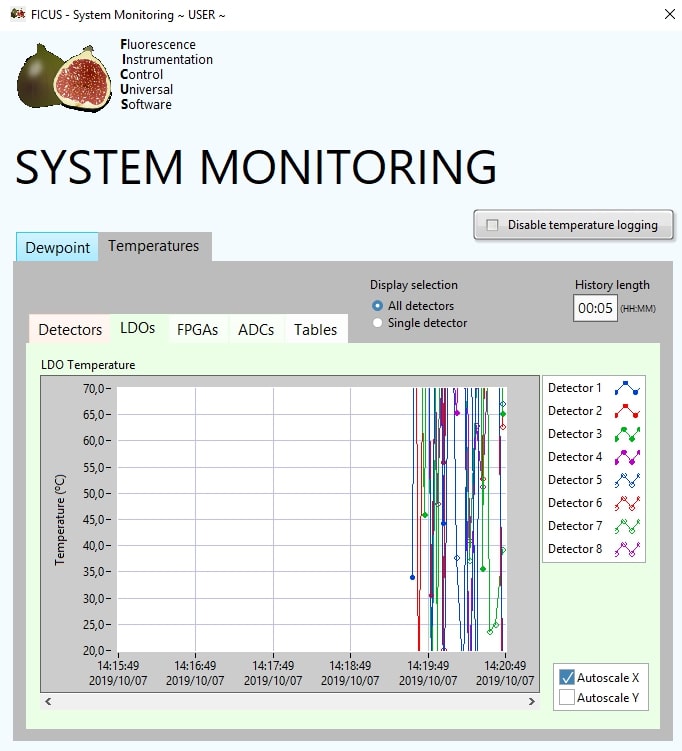 FICUS - System Monitoring ~ USER ~
Fluorescence
Instrumentation
Control
Universal
Software
SYSTEM MONITORING
Disable temperature logging
Dewpoint
Temperatures
Display selection
All detectors
Single detector
History length
00:05 (HH:MM)
Detectors
LDOs
FPGAs
ADCs
Tables
LDO Temperature
Temperature (ºC)
70,0
65,0
60,0
55,0
50,0
45,0
40,0
35,0
30,0
25,0
20,0
14:15:49 14:16:49 14:17:49 14:18:49 14:19:49 14:20:49
2019/10/07 2019/10/07 2019/10/07 2019/10/07 2019/10/07 2019/10/07
Detector 1
Detector 2
Detector 3
Detector 4
Detector 5
Detector 6
Detector 7
Detector 8
Autoscale X
Autoscale Y